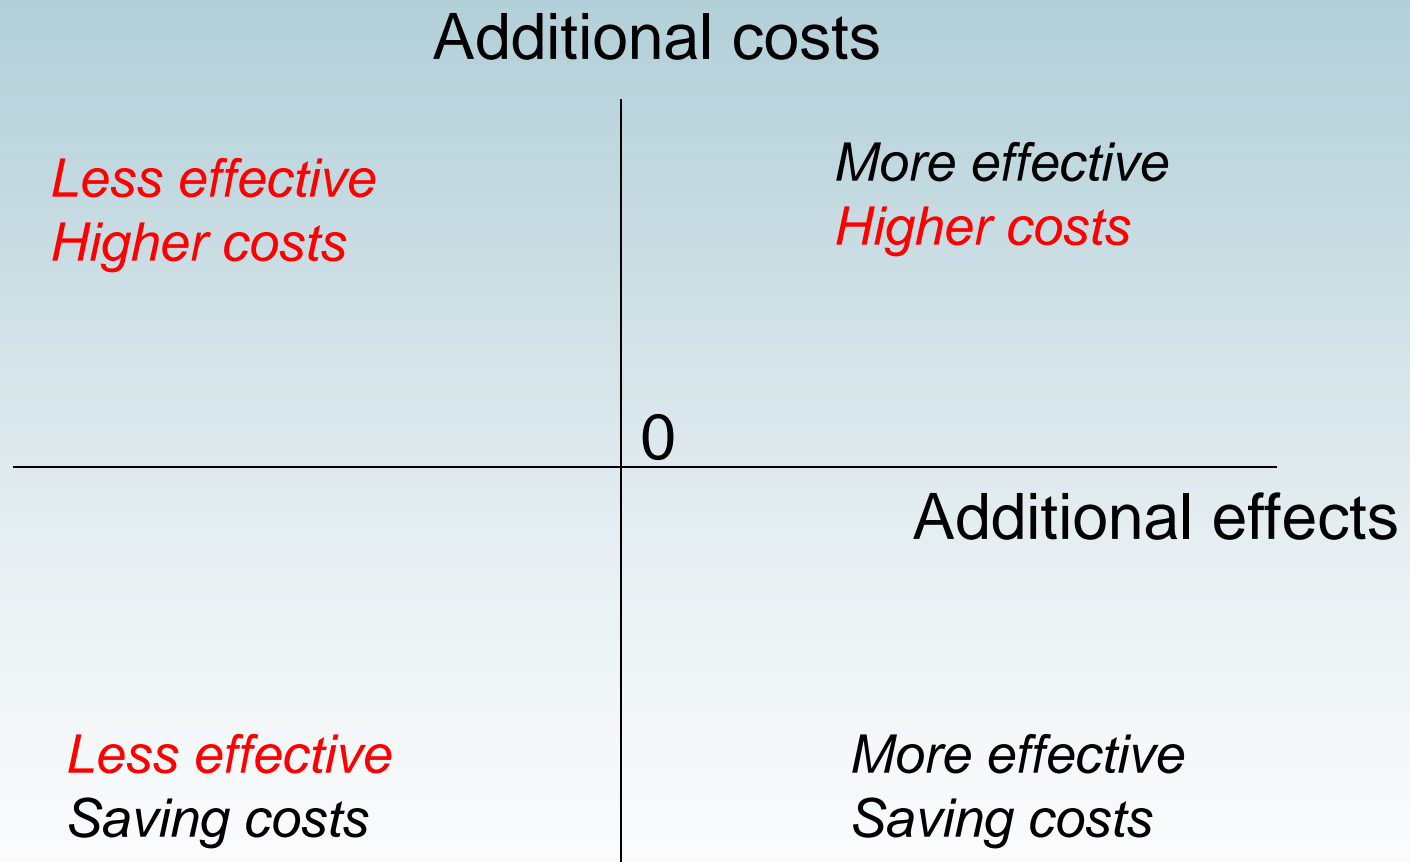 Additional costs
Less effective
Higher costs
More effective
Higher costs
0
Additional effects
Less effective
Saving costs
More effective
Saving costs